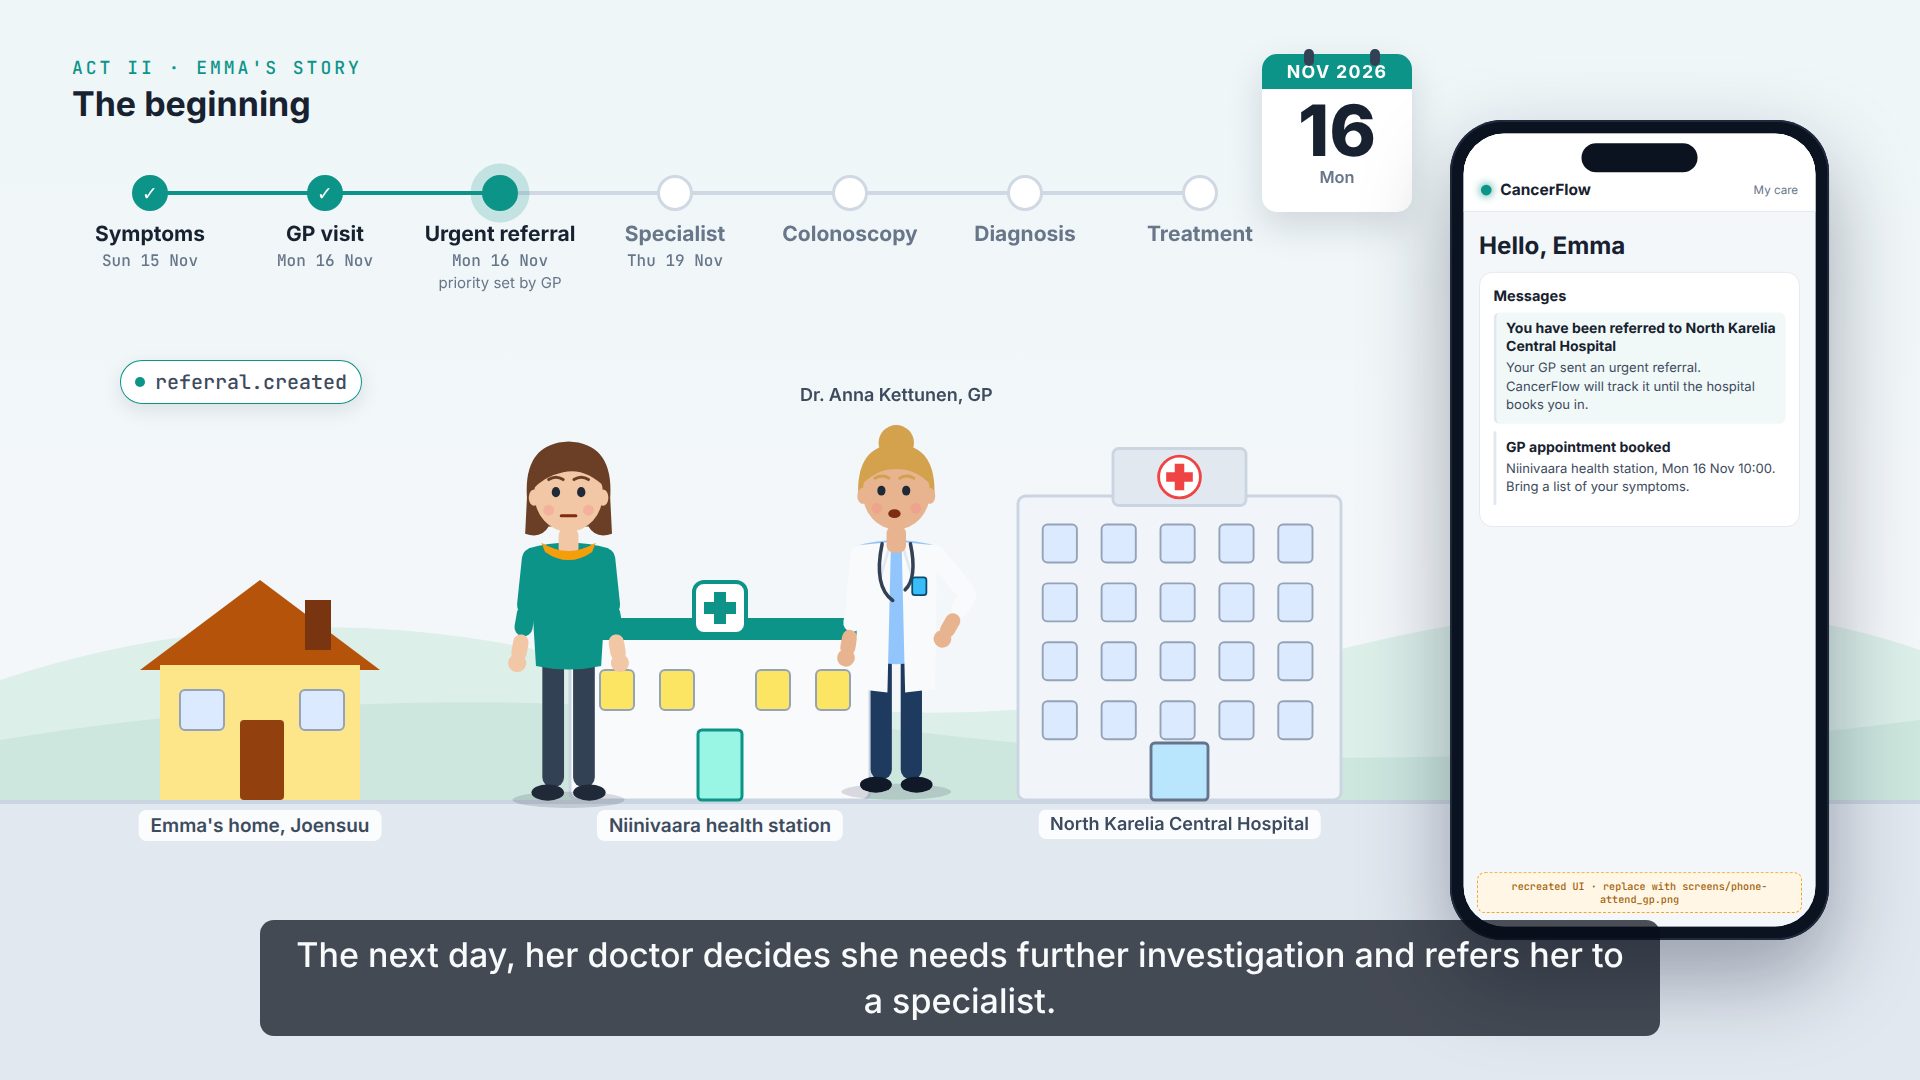 ACT II · EMMA'S STORY
The beginning
NOV 2026
16
Mon
✓
✓
Symptoms
Sun 15 Nov
GP visit
Mon 16 Nov
Urgent referral
Mon 16 Nov
priority set by GP
Specialist
Thu 19 Nov
Colonoscopy
Diagnosis
Treatment
referral.created
Dr. Anna Kettunen, GP
Emma's home, Joensuu
Niinivaara health station
North Karelia Central Hospital
CancerFlow
My care
Hello, Emma
Messages
You have been referred to North Karelia
Central Hospital
Your GP sent an urgent referral.
CancerFlow will track it until the hospital
books you in.
GP appointment booked
Niinivaara health station, Mon 16 Nov 10:00.
Bring a list of your symptoms.
recreated UI · replace with screens/phone-
attend_gp.png
The next day, her doctor decides she needs further investigation and refers her to
a specialist.